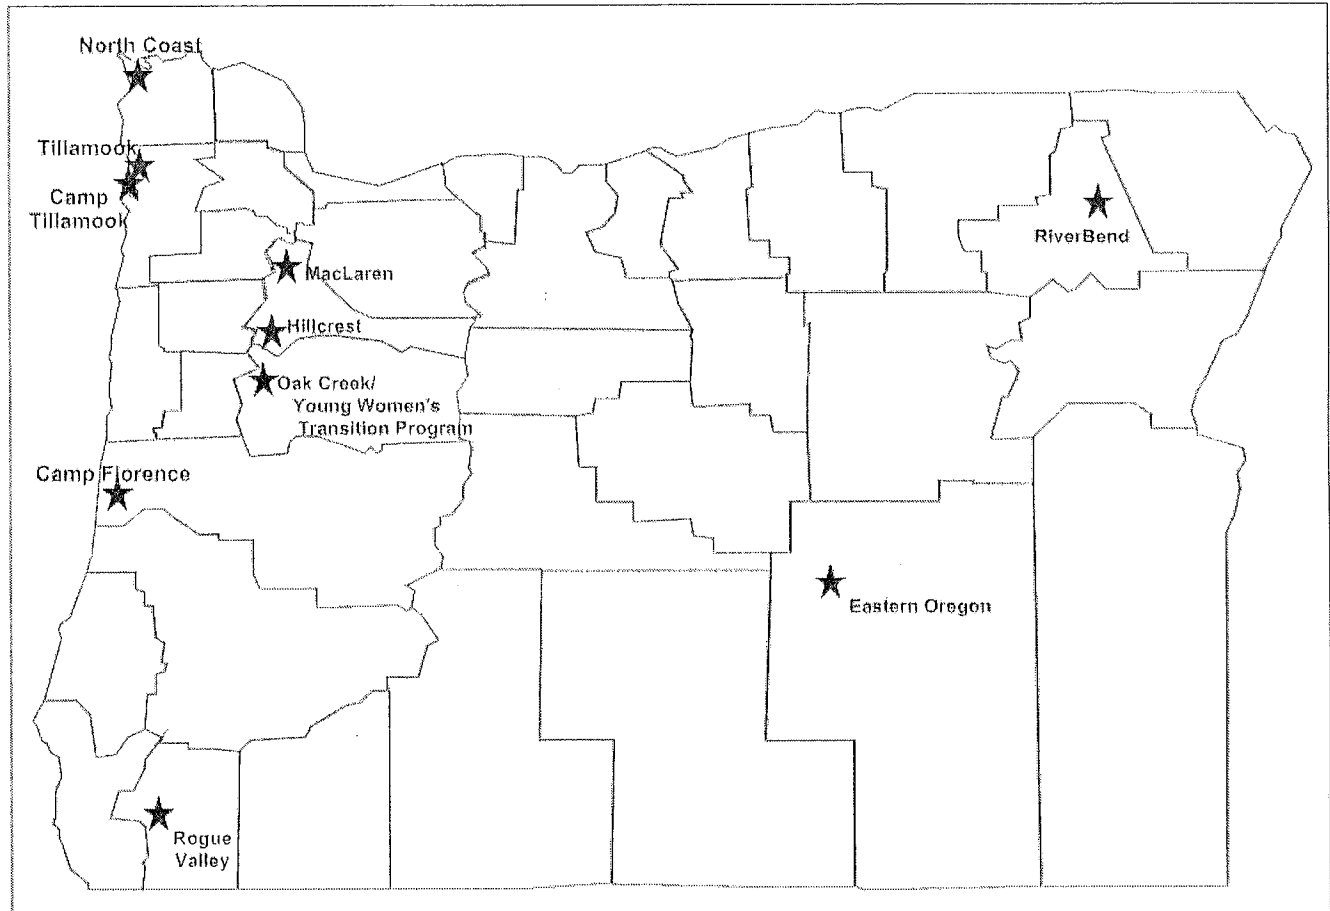 North Coast
Tillamook
Camp
Tillamook
MacLaren
Hillcrest
Oak Creek/
Young Women's
Transition Program
Camp Florence
RiverBend
Eastern Oregon
Rogue
Valley